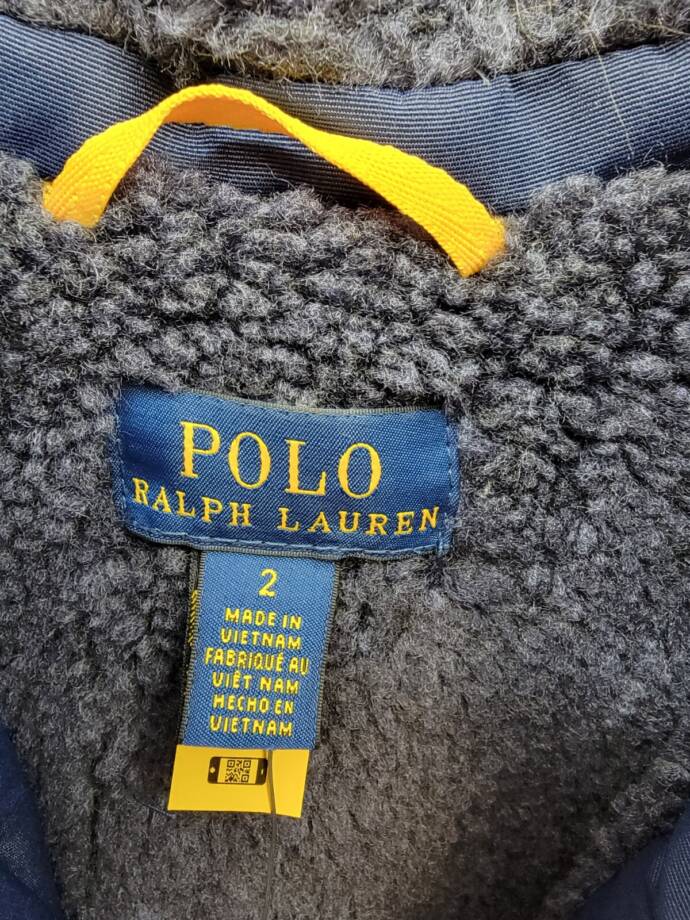 POLO
RALPH LAUREN
2
MADE IN
VIETNAM
FABRIQUÉ AU
VIÊT NAM
HECHO EN
VIETNAM